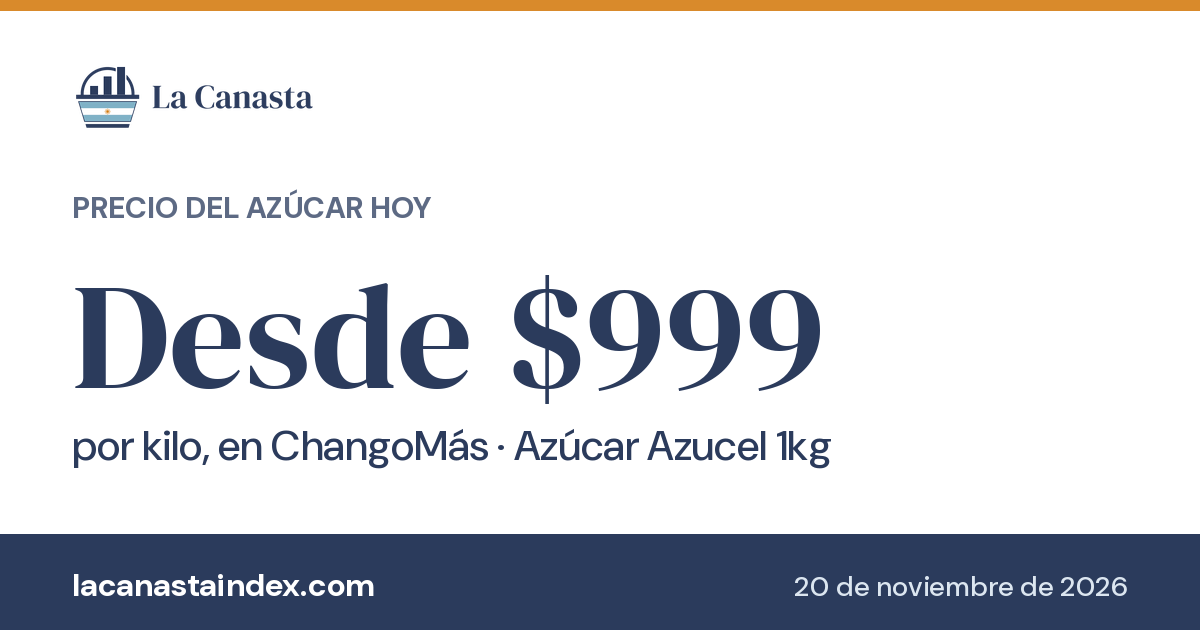 La Canasta
PRECIO DEL AZÚCAR HOY
Desde $999
por kilo, en ChangoMás · Azúcar Azucel 1kg
lacanastaindex.com
20 de noviembre de 2026